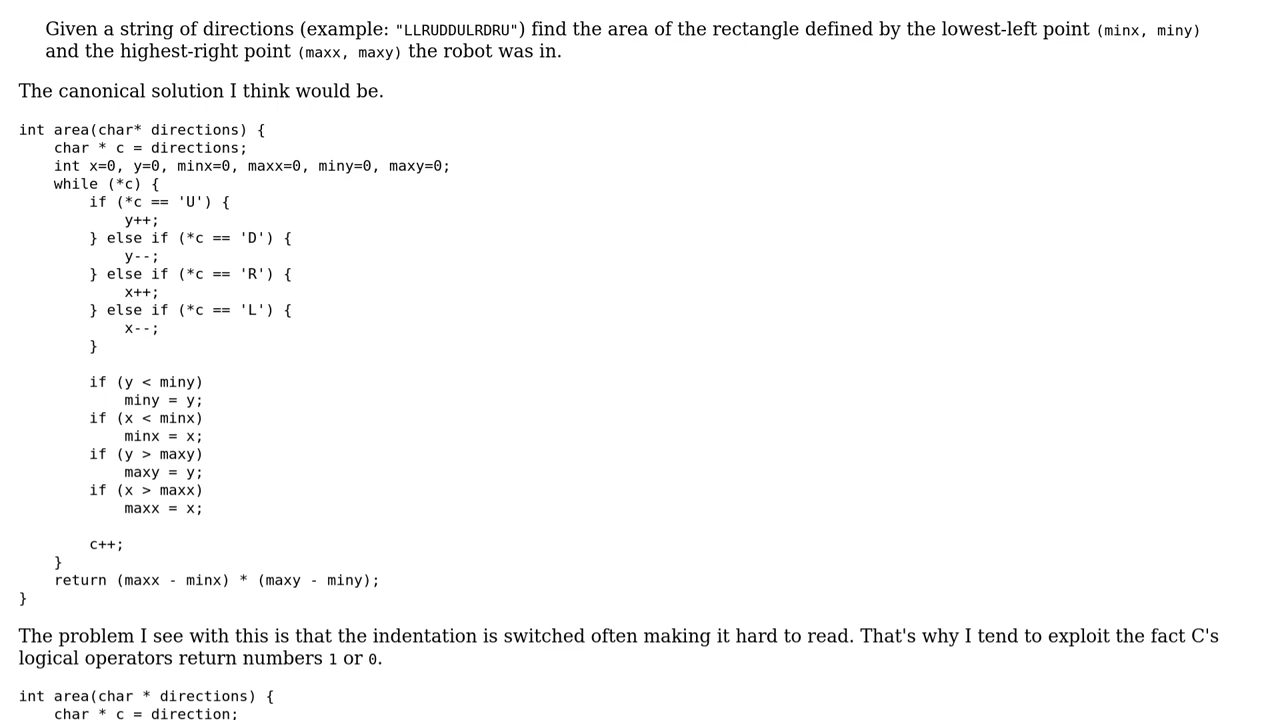 Given a string of directions (example: "LLRUDDULRDRU") find the area of the rectangle defined by the lowest-left point (minx, miny)
and the highest-right point (maxx, maxy) the robot was in.
The canonical solution I think would be.
int area(char* directions) {
    char * c = directions;
    int x=0, y=0, minx=0, maxx=0, miny=0, maxy=0;
    while (*c) {
        if (*c == 'U') {
            y++;
        } else if (*c == 'D') {
            y--;
        } else if (*c == 'R') {
            x++;
        } else if (*c == 'L') {
            x--;
        }
        if (y < miny)
            miny = y;
        if (x < minx)
            minx = x;
        if (y > maxy)
            maxy = y;
        if (x > maxx)
            maxx = x;
        c++;
    }
    return (maxx - minx) * (maxy - miny);
}
The problem I see with this is that the indentation is switched often making it hard to read. That's why I tend to exploit the fact C's
logical operators return numbers 1 or 0.
int area(char * directions) {
    char * c = direction;